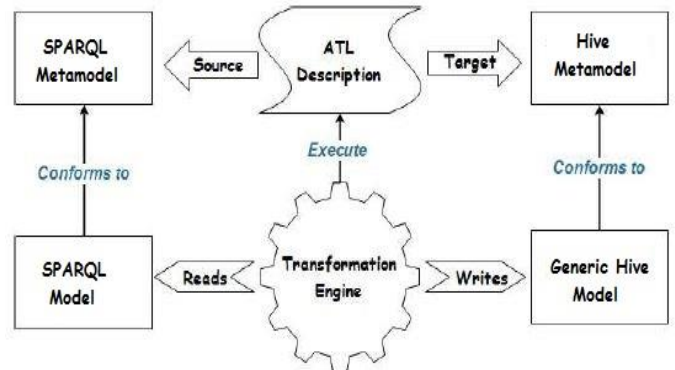 SPARQL
Metamodel
Source
ATL
Description
Target
Hive
Metamodel
Conforms to
Execute
Conforms to
SPARQL
Model
Reads
Transformation
Engine
Writes
Generic Hive
Model